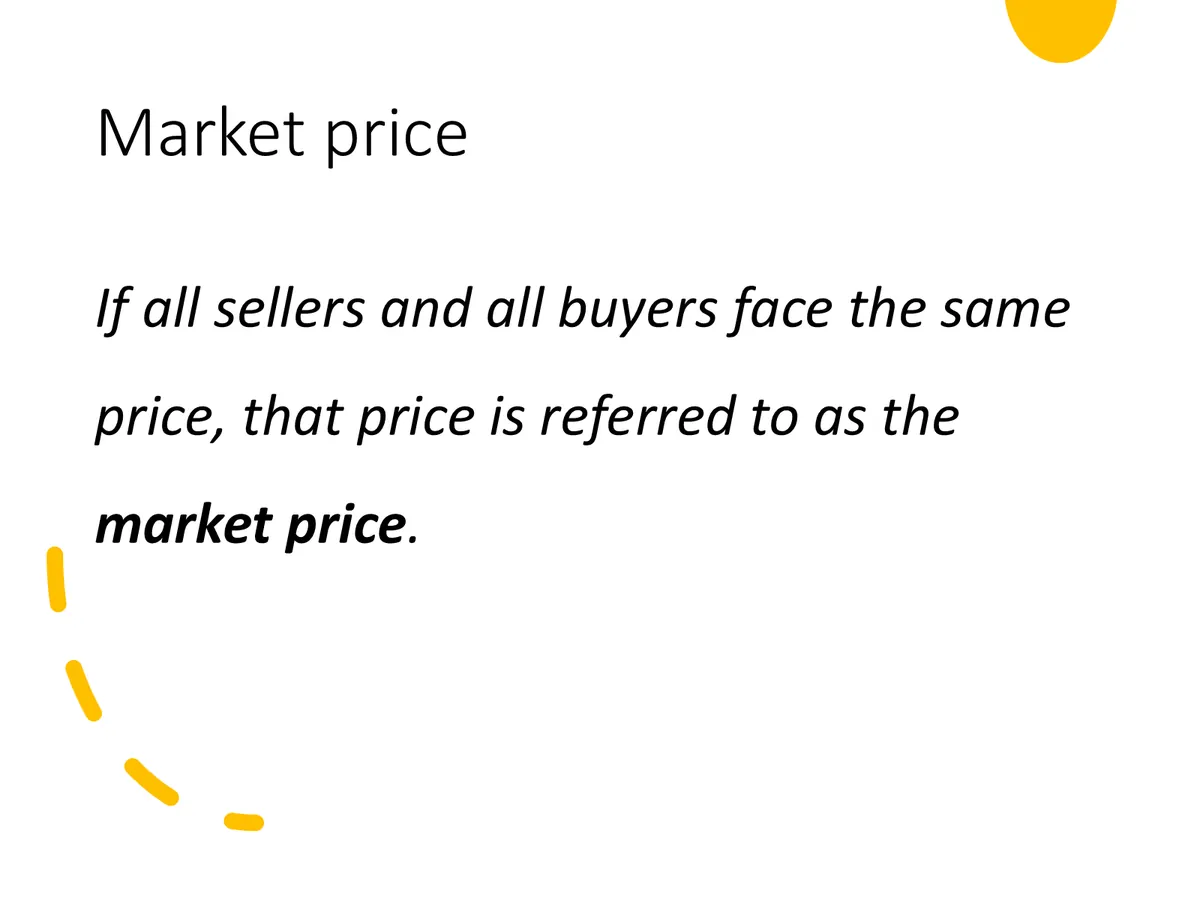 Market price
If all sellers and all buyers face the same
price, that price is referred to as the
market price.